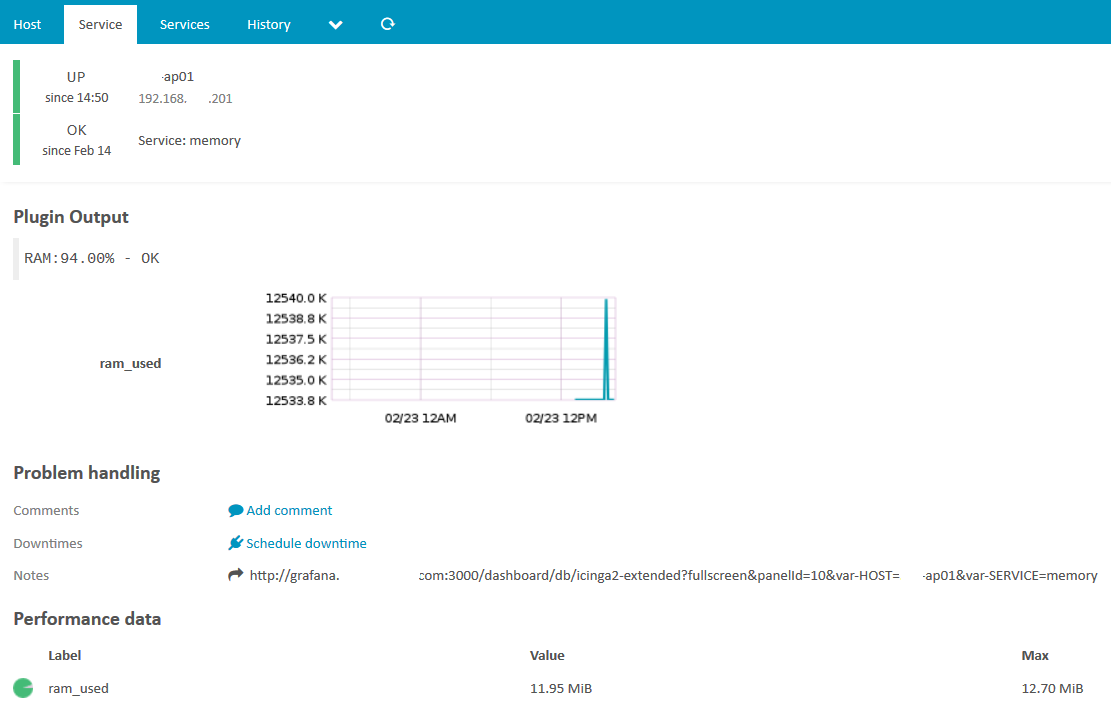 Host Service Services History
UP -ap01
since 14:50 192.168. .201
OK
since Feb 14 Service: memory
Plugin Output
RAM:94.00% - OK
ram_used
12540.0 K
12538.8 K
12537.5 K
12536.2 K
12535.0 K
12533.8 K
02/23 12AM 02/23 12PM
Problem handling
Comments Add comment
Downtimes Schedule downtime
Notes http://grafana. com:3000/dashboard/db/icinga2-extended?fullscreen&panelId=10&var-HOST= -ap01&var-SERVICE=memory
Performance data
Label Value Max
ram_used 11.95 MiB 12.70 MiB